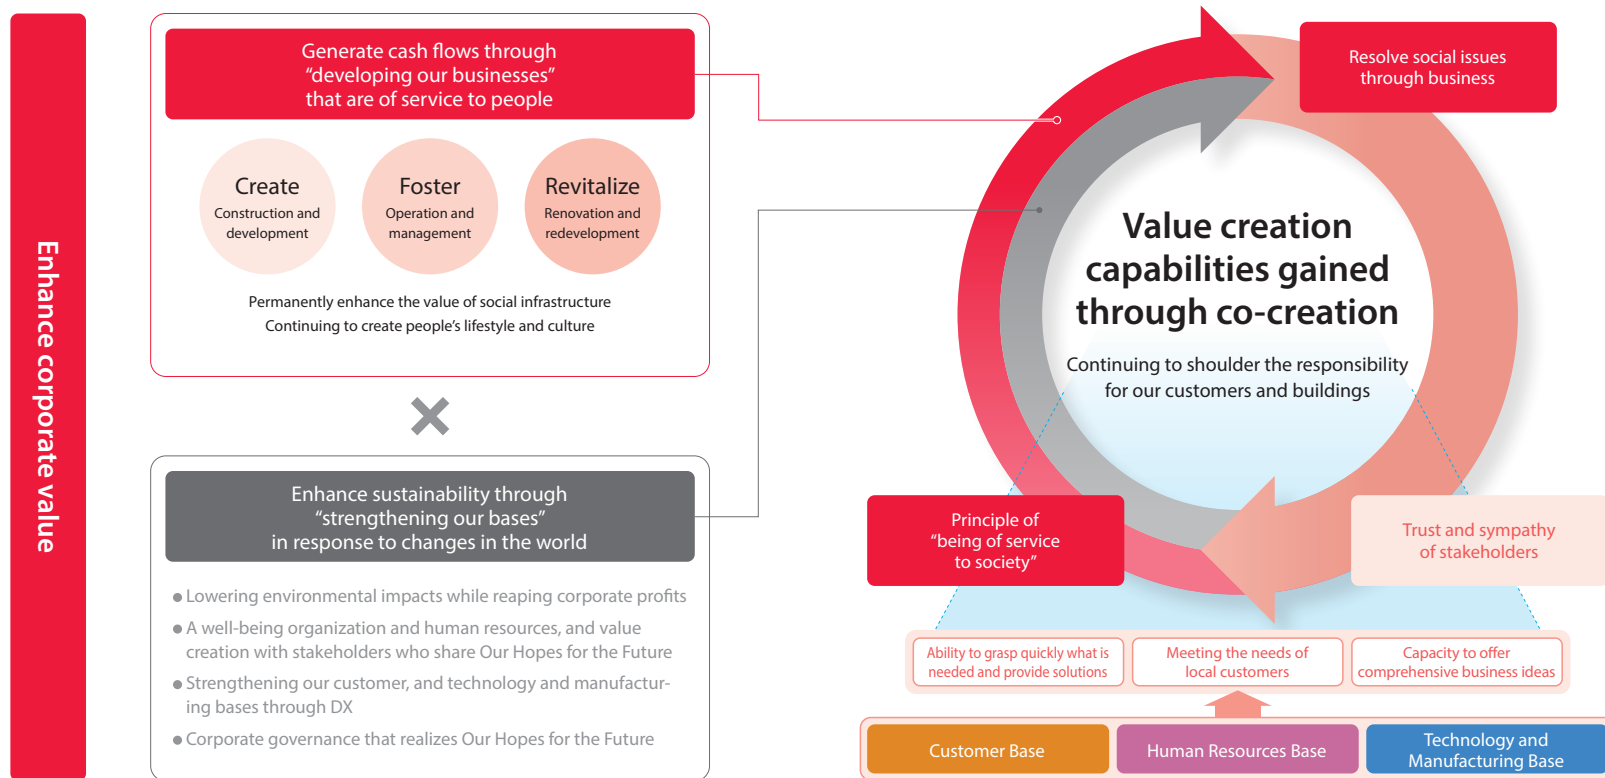 Enhance corporate value
Generate cash flows through
“developing our businesses”
that are of service to people
Create
Construction and
development
Foster
Operation and
management
Revitalize
Renovation and
redevelopment
Permanently enhance the value of social infrastructure
Continuing to create people’s lifestyle and culture
Enhance sustainability through
“strengthening our bases”
in response to changes in the world
● Lowering environmental impacts while reaping corporate profits
● A well-being organization and human resources, and value
creation with stakeholders who share Our Hopes for the Future
● Strengthening our customer, and technology and manufactur-
ing bases through DX
● Corporate governance that realizes Our Hopes for the Future
Resolve social issues
through business
Value creation
capabilities gained
through co-creation
Continuing to shoulder the responsibility
for our customers and buildings
Principle of
“being of service
to society”
Trust and sympathy
of stakeholders
Ability to grasp quickly what is
needed and provide solutions
Meeting the needs of
local customers
Capacity to offer
comprehensive business ideas
Customer Base
Human Resources Base
Technology and
Manufacturing Base